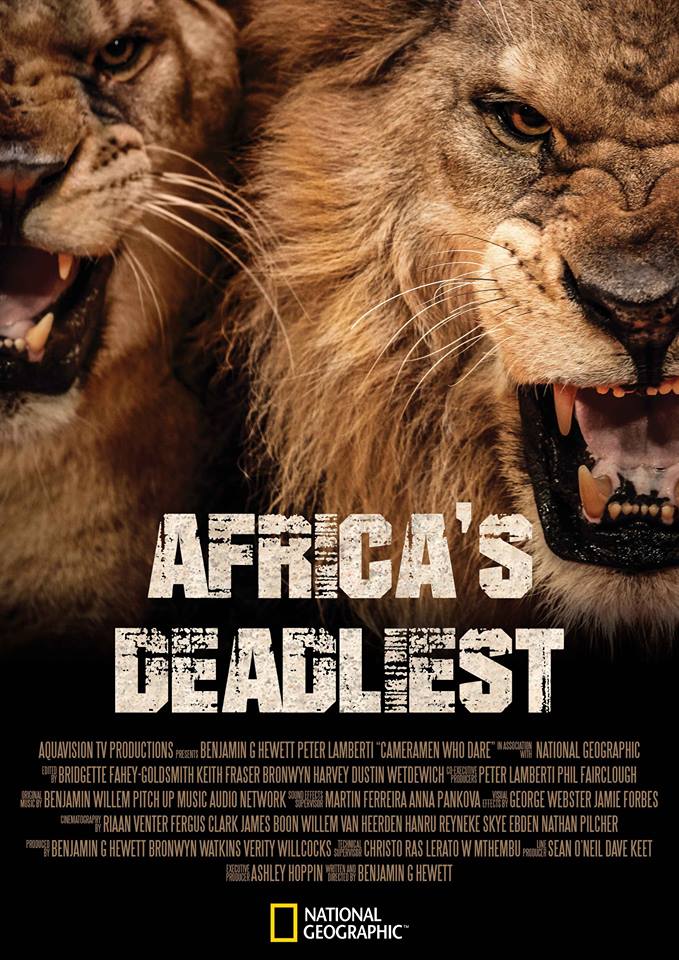 AFRICA'S
DEADLIEST
AQUAVISION TV PRODUCTIONS PRESENTS BENJAMIN G HEWETT PETER LAMBERTI "CAMERAMEN WHO DARE" IN ASSOCIATION WITH NATIONAL GEOGRAPHIC
EDITED BY BRIDGETTE FAHEY-GOLDSMITH KEITH FRASER BRONWYN HARVEY DUSTIN WETDEWICH CO-EXECUTIVE PRODUCERS PETER LAMBERTI PHIL FAIRCLOUGH
ORIGINAL MUSIC BY BENJAMIN WILLEM PITCH UP MUSIC AUDIO NETWORK SOUND EFFECTS SUPERVISOR MARTIN FERREIRA ANNA PANKOVA VISUAL EFFECTS BY GEORGE WEBSTER JAMIE FORBES
CINEMATOGRAPHY BY RIAAN VENTER FERGUS CLARK JAMES BOON WILLEM VAN HEERDEN HANRU REYNEKE SKYE EBDEN NATHAN PILCHER
PRODUCED BY BENJAMIN G HEWETT BRONWYN WATKINS VERITY WILLCOCKS TECHNICAL SUPERVISOR CHRISTO RAS LERATO W MTHEMBU LINE PRODUCER SEAN O'NEIL DAVE KEET
EXECUTIVE PRODUCER ASHLEY HOPPIN WRITTEN AND DIRECTED BY BENJAMIN G HEWETT
NATIONAL
GEOGRAPHIC™